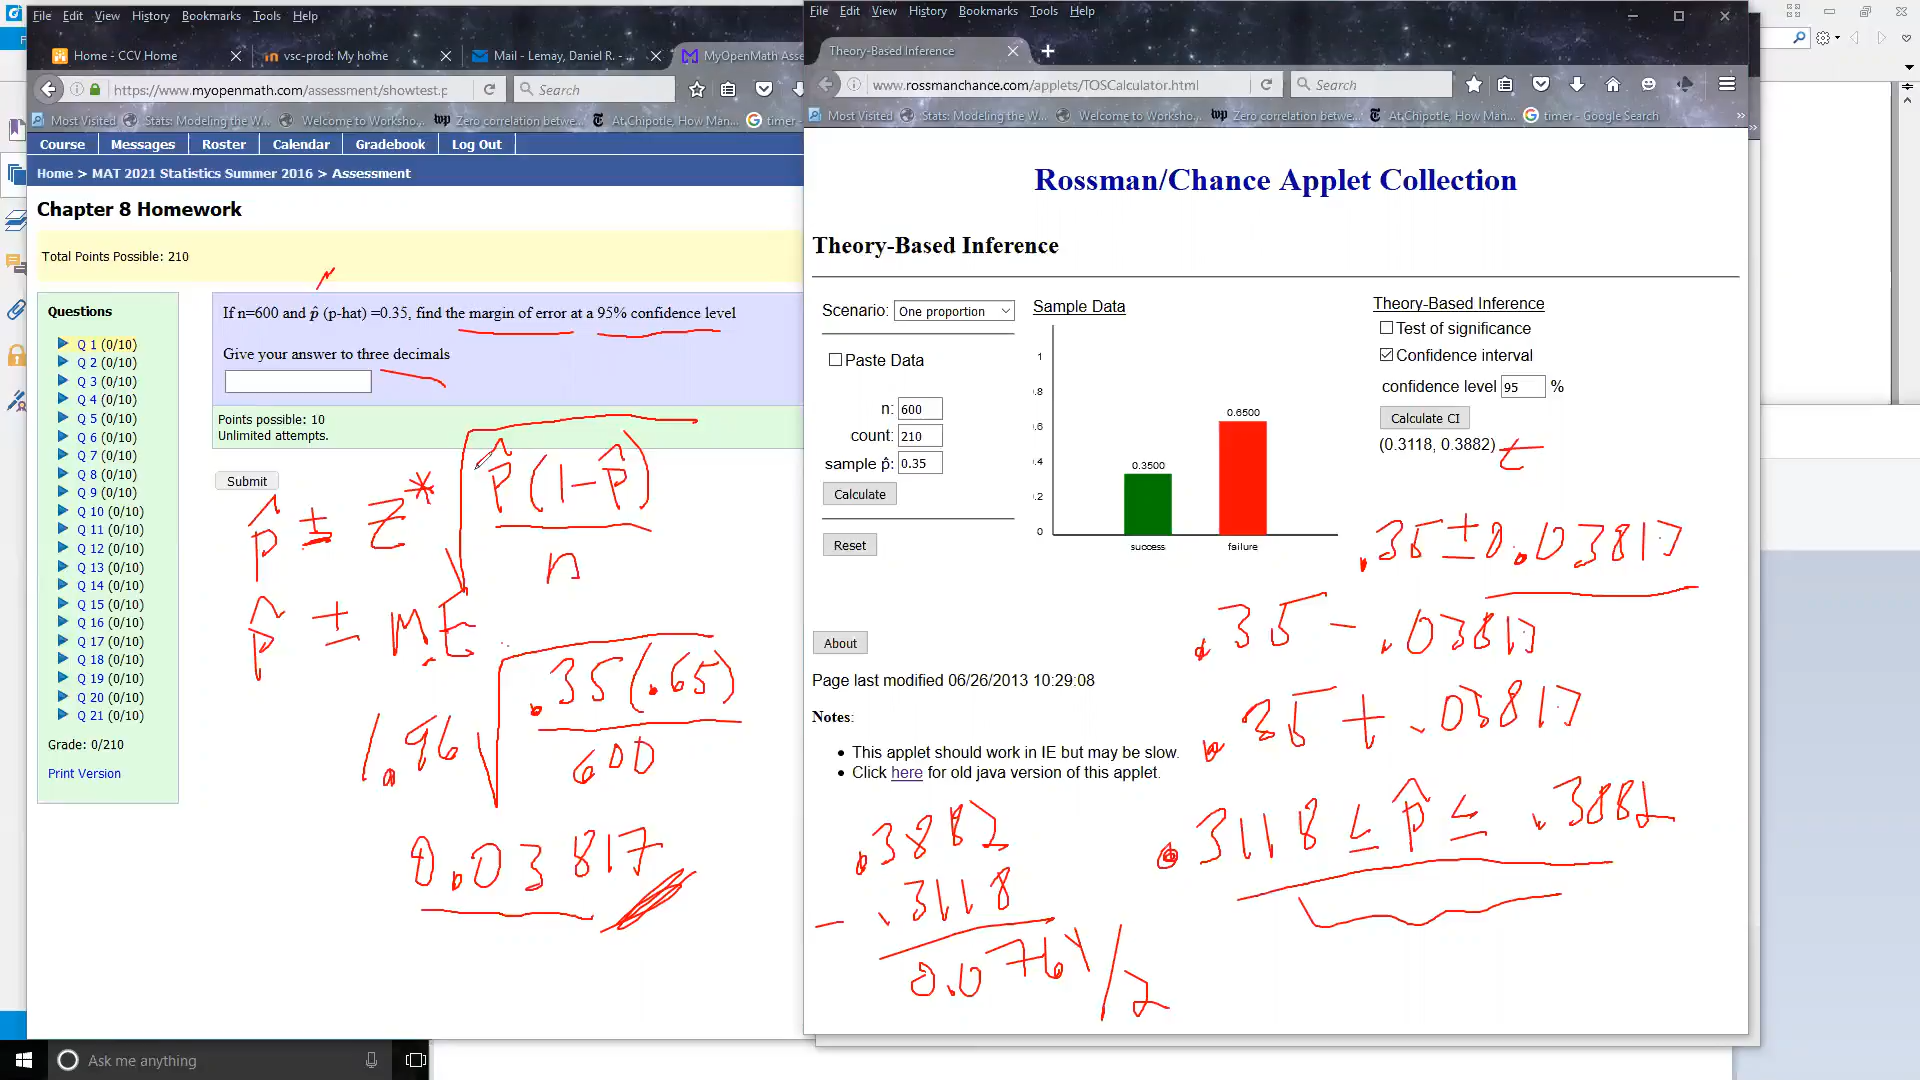 File Edit View History Bookmarks Tools Help
Home - CCV Home
vsc-prod: My home
Mail - Lemay, Daniel R. -
MyOpenMath Asse
https://www.myopenmath.com/assessment/showtest.p
Search
Most Visited
Stats: Modeling the W...
Welcome to Worksho...
Zero correlation betwe...
At Chipotle, How Man...
timer -
Course Messages Roster Calendar Gradebook Log Out
Home > MAT 2021 Statistics Summer 2016 > Assessment
Chapter 8 Homework
Total Points Possible: 210
Questions
Q 1 (0/10)
Q 2 (0/10)
Q 3 (0/10)
Q 4 (0/10)
Q 5 (0/10)
Q 6 (0/10)
Q 7 (0/10)
Q 8 (0/10)
Q 9 (0/10)
Q 10 (0/10)
Q 11 (0/10)
Q 12 (0/10)
Q 13 (0/10)
Q 14 (0/10)
Q 15 (0/10)
Q 16 (0/10)
Q 17 (0/10)
Q 18 (0/10)
Q 19 (0/10)
Q 20 (0/10)
Q 21 (0/10)
Grade: 0/210
Print Version
If n=600 and p̂ (p-hat) =0.35, find the margin of error at a 95% confidence level
Give your answer to three decimals
Points possible: 10
Unlimited attempts.
Submit
p̂ ± Z* √(p̂(1-p̂)/n)
p̂ ± M.E
1.96 √(.35(.65)/600)
0.03817
Ask me anything
File Edit View History Bookmarks Tools Help
Theory-Based Inference
www.rossmanchance.com/applets/TOSCalculator.html
Search
Most Visited
Stats: Modeling the W...
Welcome to Worksho...
Zero correlation betwe...
At Chipotle, How Man...
timer - Google Search
Rossman/Chance Applet Collection
Theory-Based Inference
Scenario: One proportion
Paste Data
n: 600
count: 210
sample p̂: 0.35
Calculate
Reset
Sample Data
1
0.8
0.6
0.4
0.2
0
0.3500
0.6500
success
failure
Theory-Based Inference
Test of significance
Confidence interval
confidence level 95 %
Calculate CI
(0.3118, 0.3882)
.35 ± 0.03817
.35 - .03817
.35 + .03817
.3118 ≤ p̂ ≤ .3882
About
Page last modified 06/26/2013 10:29:08
Notes:
• This applet should work in IE but may be slow.
• Click here for old java version of this applet.
.3882
- .3118
0.0764/2